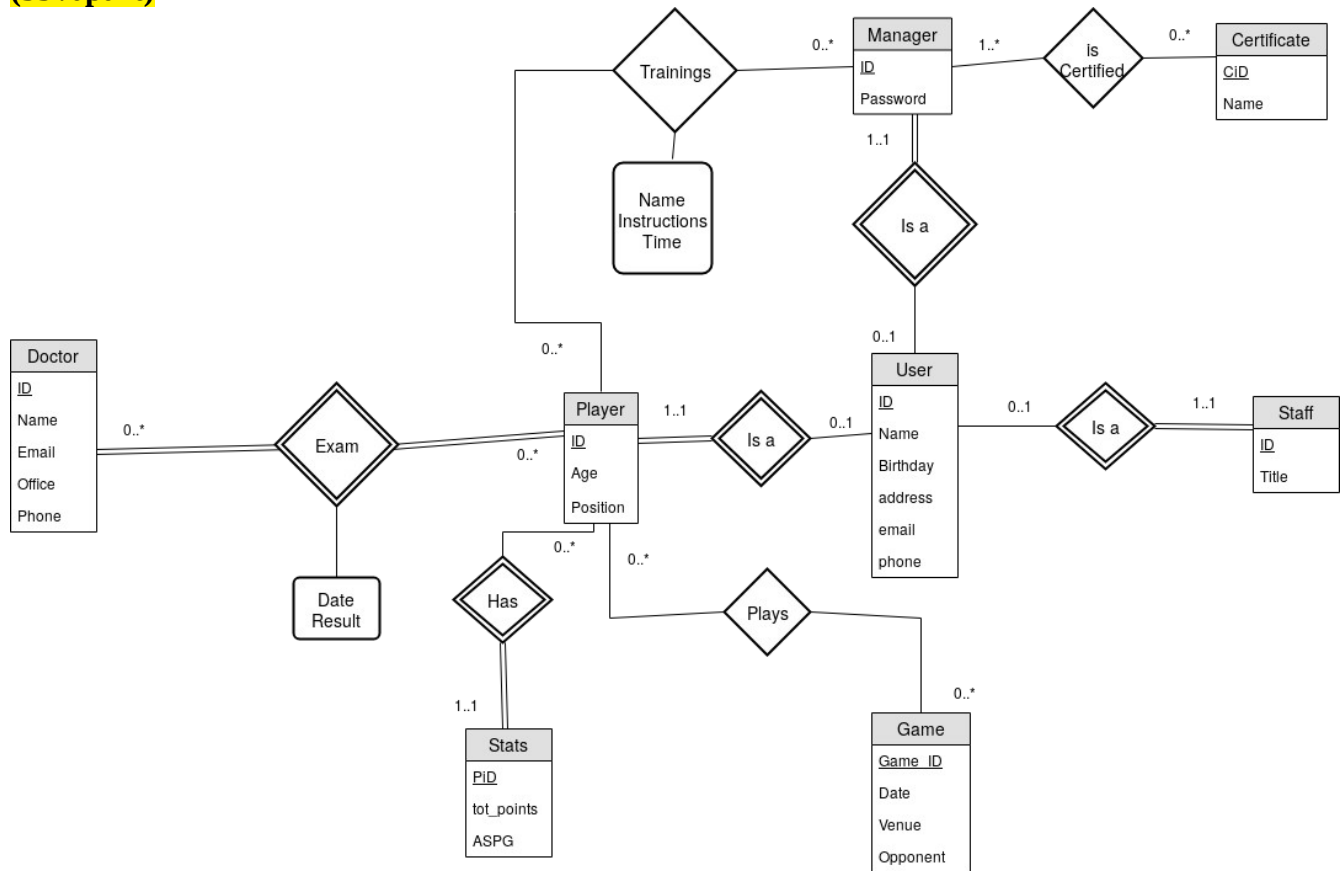 0..*
Manager
ID
Password
1..*
is
Certified
0..*
Certificate
CiD
Name
Trainings
Name
Instructions
Time
1..1
Is a
0..1
0..*
Doctor
ID
Name
Email
Office
Phone
0..*
Exam
0..*
Date
Result
Player
ID
Age
Position
1..1
Is a
0..1
User
ID
Name
Birthday
address
email
phone
0..1
Is a
1..1
Staff
ID
Title
0..*
Has
1..1
Stats
PiD
tot_points
ASPG
0..*
Plays
0..*
Game
Game_ID
Date
Venue
Opponent